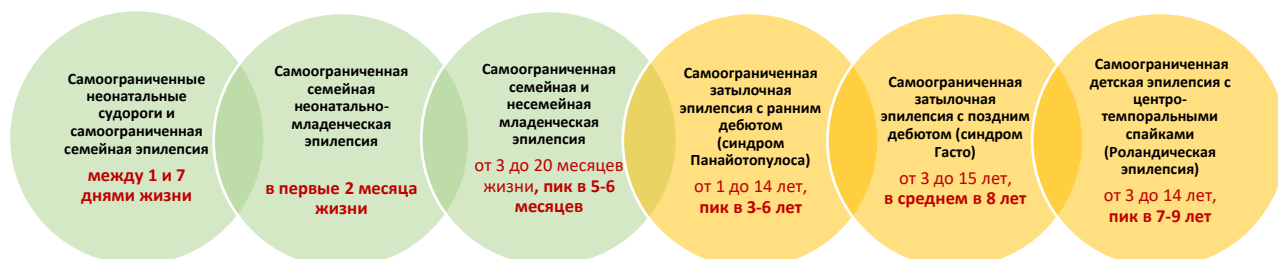 Самоограниченные
неонатальные
судороги и
самоограниченная
семейная эпилепсия
между 1 и 7
днями жизни
Самоограниченная
семейная
неонатально-
младенческая
эпилепсия
в первые 2 месяца
жизни
Самоограниченная
семейная и
несемейная
младенческая
эпилепсия
от 3 до 20 месяцев
жизни, пик в 5-6
месяцев
Самоограниченная
затылочная
эпилепсия с ранним
дебютом
(синдром
Панайотопулоса)
от 1 до 14 лет,
пик в 3-6 лет
Самоограниченная
затылочная
эпилепсия с поздним
дебютом (синдром
Гасто)
от 3 до 15 лет,
в среднем в 8 лет
Самоограниченная
детская эпилепсия с
центро-
темпоральными
спайками
(Роландическая
эпилепсия)
от 3 до 14 лет,
пик в 7-9 лет